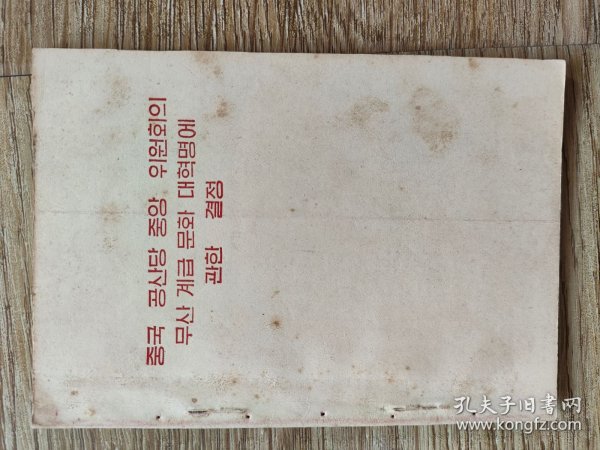 중국 공산당 중앙 위원회의
무산 계급 문화 대혁명에
관한 결정
孔夫子旧书网
www.kongfz.com